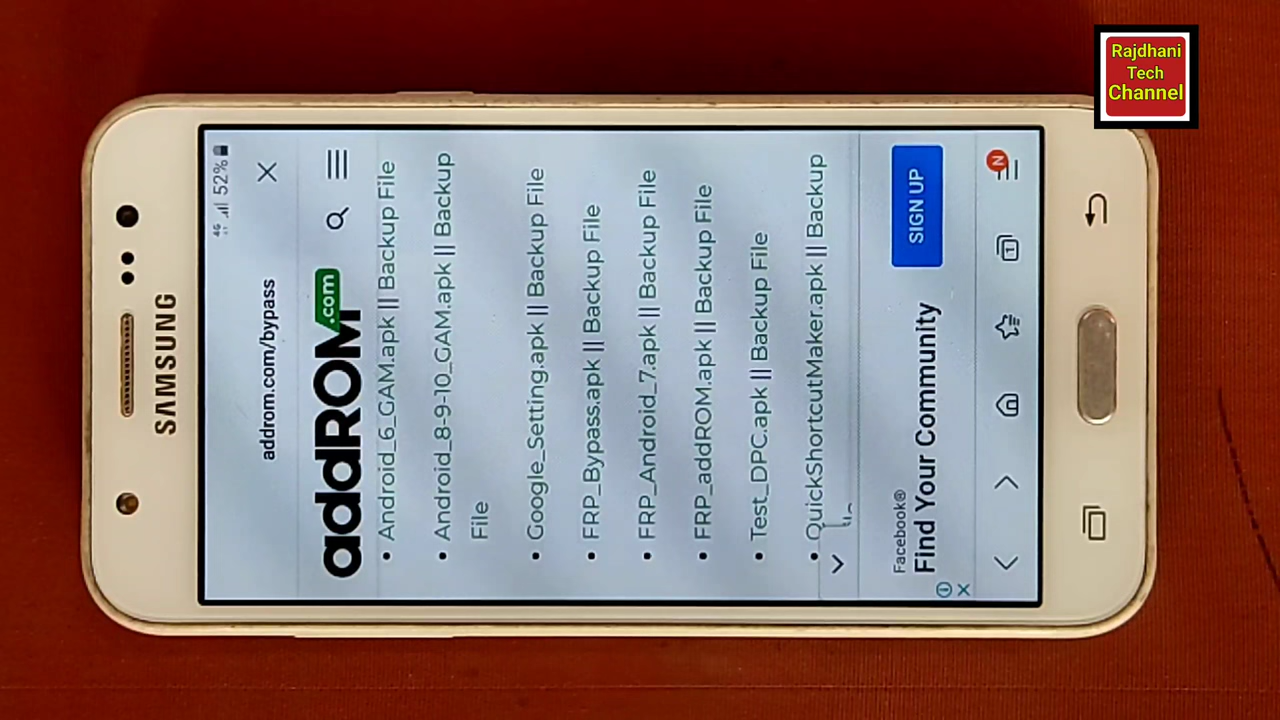 Rajdhani
Tech
Channel
SAMSUNG
4G 52%
addrom.com/bypass
addROM.com
• Android_6_GAM.apk || Backup File
• Android_8-9-10_GAM.apk || Backup
File
• Google_Setting.apk || Backup File
• FRP_Bypass.apk || Backup File
• FRP_Android_7.apk || Backup File
• FRP_addROM.apk || Backup File
• Test_DPC.apk || Backup File
• QuickShortcutMaker.apk || Backup
Facebook®
Find Your Community
SIGN UP
1
N